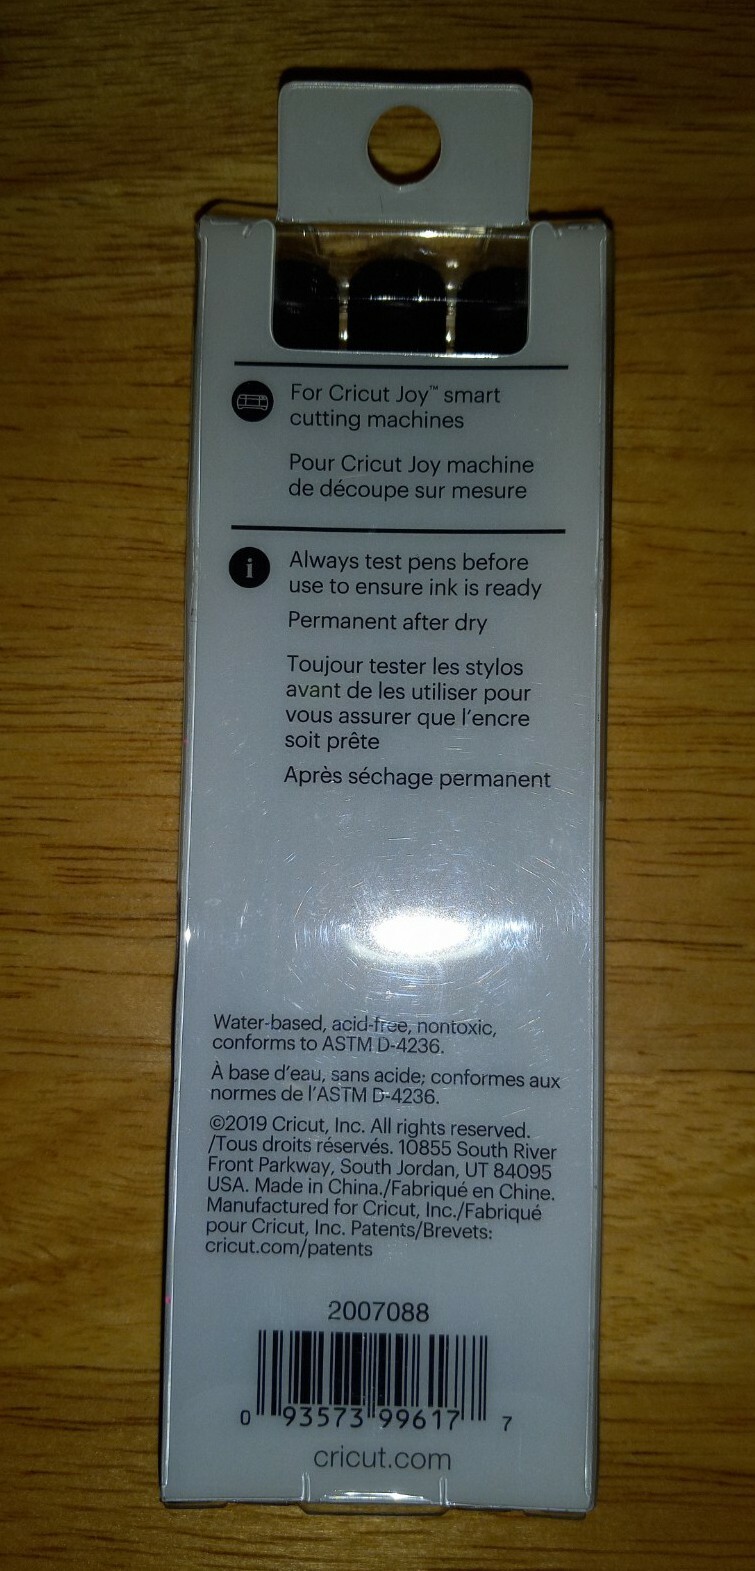 For Cricut Joy™ smart
cutting machines
Pour Cricut Joy machine
de découpe sur mesure
i
Always test pens before
use to ensure ink is ready
Permanent after dry
Toujour tester les stylos
avant de les utiliser pour
vous assurer que l'encre
soit prête
Après séchage permanent
Water-based, acid-free, nontoxic,
conforms to ASTM D-4236.
À base d'eau, sans acide; conformes aux
normes de l'ASTM D-4236.
©2019 Cricut, Inc. All rights reserved.
/Tous droits réservés. 10855 South River
Front Parkway, South Jordan, UT 84095
USA. Made in China./Fabriqué en Chine.
Manufactured for Cricut, Inc./Fabriqué
pour Cricut, Inc. Patents/Brevets:
cricut.com/patents
2007088
0 93573 99617 7
cricut.com